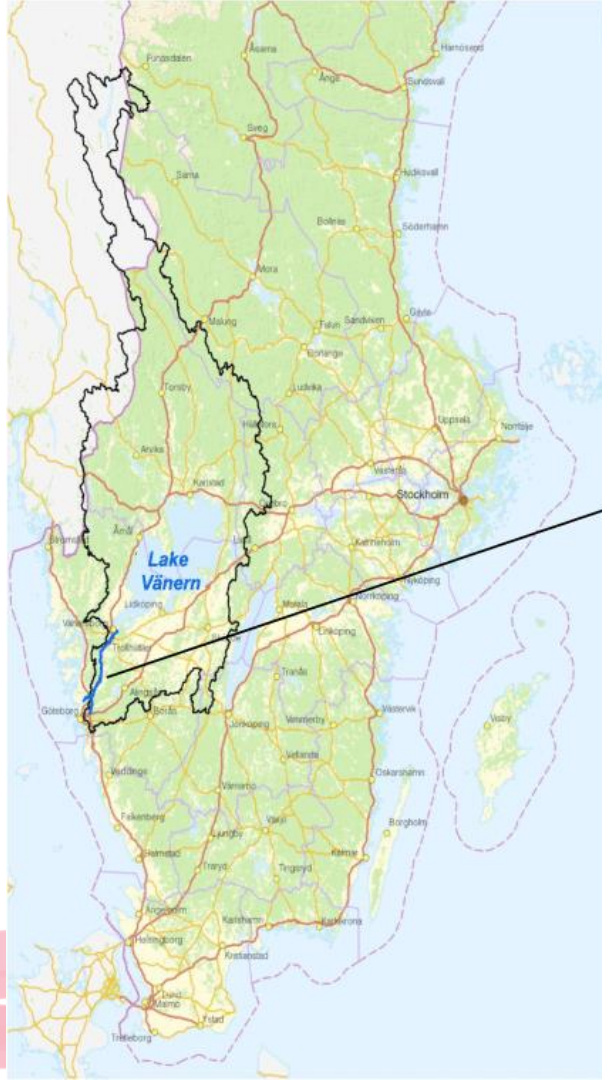 Härnösand
Åsarna
Funäsdalen
Ånge
Sundsvall
Sveg
Hudiksvall
Särna
Bollnäs
Söderhamn
Mora
Malung
Falun
Sandviken
Gävle
Borlänge
Torsby
Ludvika
Hällefors
Uppsala
Norrtälje
Arvika
Västerås
Karlstad
Stockholm
Örebro
Strömstad
Åmål
Katrineholm
Lake
Vänern
Laxå
Nyköping
Lidköping
Norrköping
Motala
Trollhättan
Linköping
Tranås
Alingsås
Göteborg
Borås
Jönköping
Vimmerby
Västervik
Visby
Vetlanda
Oskarshamn
Värnamo
Falkenberg
Borgholm
Växjö
Ljungby
Halmstad
Kalmar
Traryd
Tingsryd
Ängelholm
Karlshamn
Karlskrona
Helsingborg
Kristianstad
Lund
Malmö
Ystad
Trelleborg